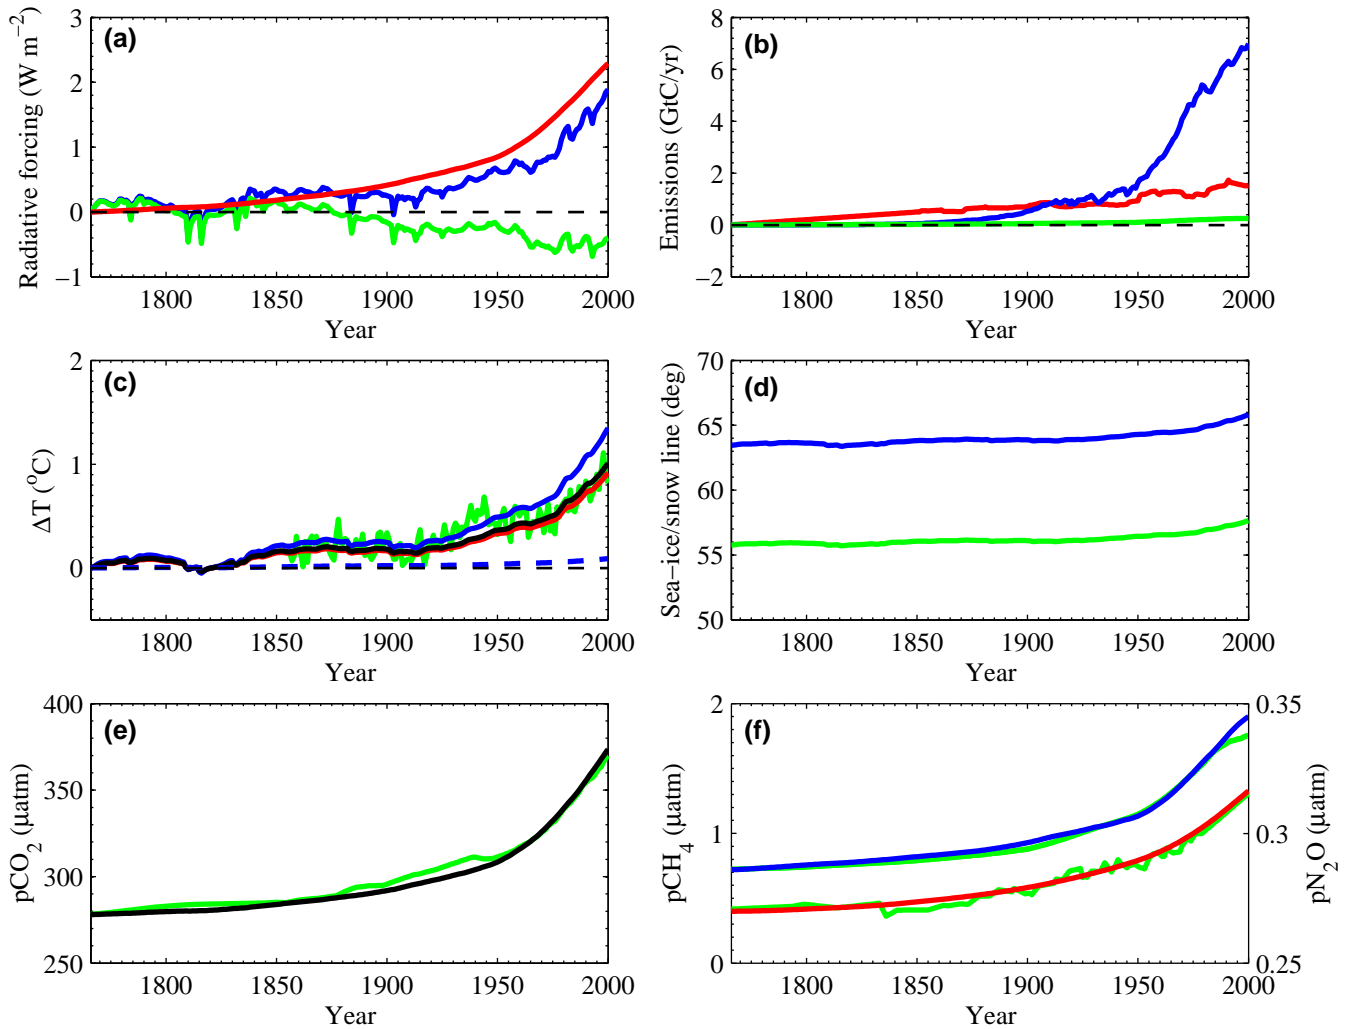 (a)
Radiative forcing (W m−2)
3
2
1
0
−1
1800 1850 1900 1950 2000
Year
(b)
Emissions (GtC/yr)
8
6
4
2
0
−2
1800 1850 1900 1950 2000
Year
(c)
ΔT (°C)
2
1
0
1800 1850 1900 1950 2000
Year
(d)
Sea−ice/snow line (deg)
70
65
60
55
50
1800 1850 1900 1950 2000
Year
(e)
pCO2 (μatm)
400
350
300
250
1800 1850 1900 1950 2000
Year
(f)
pCH4 (μatm)
2
1
0
1800 1850 1900 1950 2000
Year
0.35
0.3
0.25
pN2O (μatm)